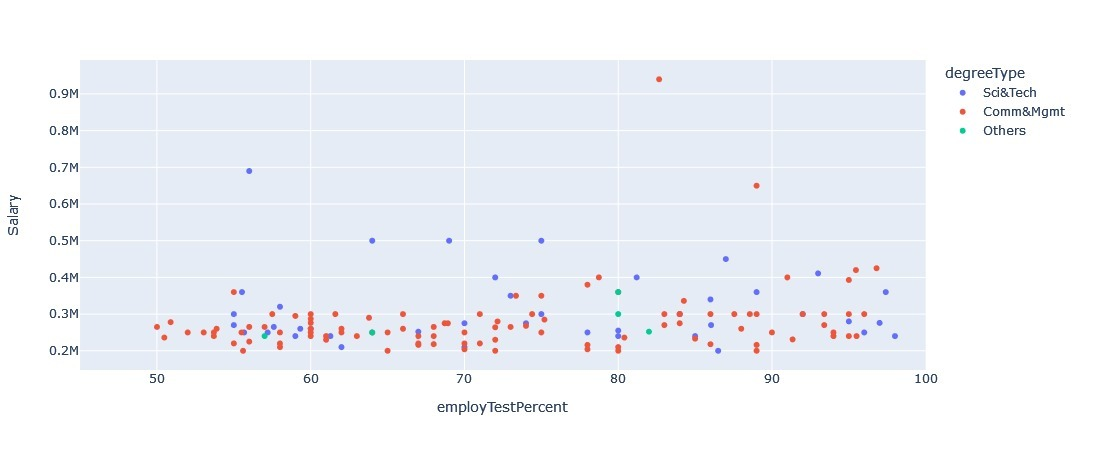 degreeType
Sci&Tech
Comm&Mgmt
Others
0.9M
0.8M
0.7M
0.6M
0.5M
0.4M
0.3M
0.2M
Salary
50 60 70 80 90 100
employTestPercent